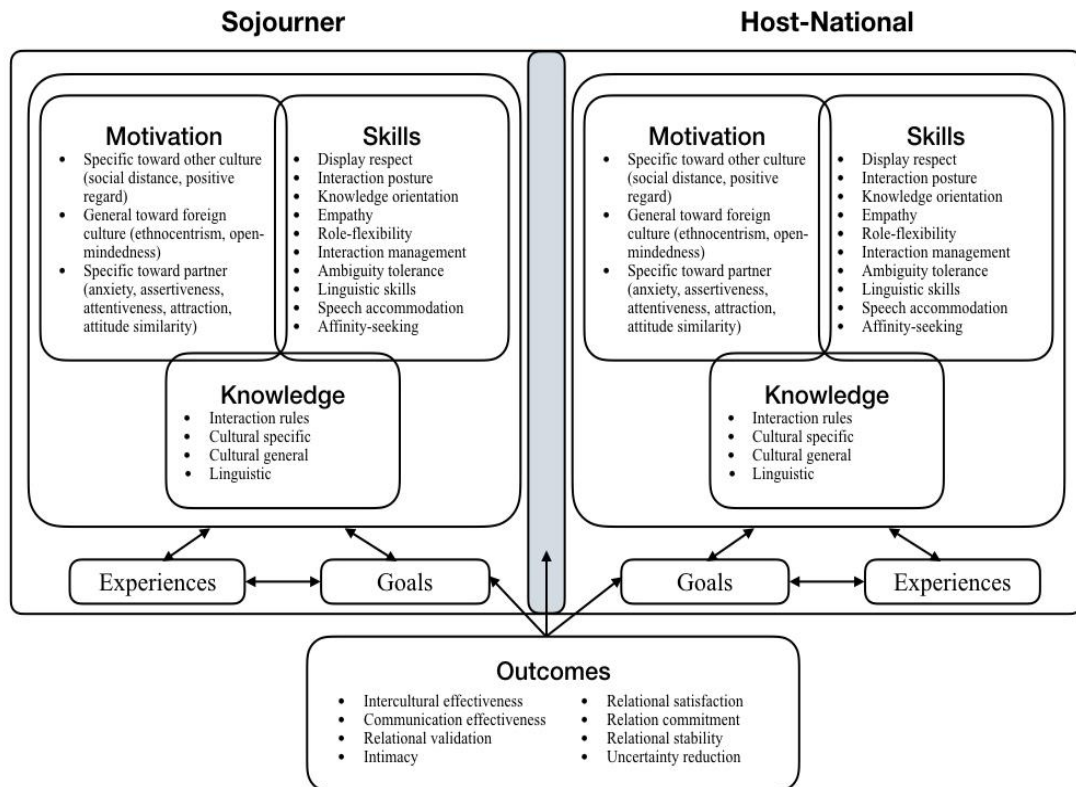 Sojourner
Host-National
Motivation
• Specific toward other culture
(social distance, positive
regard)
• General toward foreign
culture (ethnocentrism, open-
mindedness)
• Specific toward partner
(anxiety, assertiveness,
attentiveness, attraction,
attitude similarity)
Skills
• Display respect
• Interaction posture
• Knowledge orientation
• Empathy
• Role-flexibility
• Interaction management
• Ambiguity tolerance
• Linguistic skills
• Speech accommodation
• Affinity-seeking
Knowledge
• Interaction rules
• Cultural specific
• Cultural general
• Linguistic
Experiences
Goals
Motivation
• Specific toward other culture
(social distance, positive
regard)
• General toward foreign
culture (ethnocentrism, open-
mindedness)
• Specific toward partner
(anxiety, assertiveness,
attentiveness, attraction,
attitude similarity)
Skills
• Display respect
• Interaction posture
• Knowledge orientation
• Empathy
• Role-flexibility
• Interaction management
• Ambiguity tolerance
• Linguistic skills
• Speech accommodation
• Affinity-seeking
Knowledge
• Interaction rules
• Cultural specific
• Cultural general
• Linguistic
Goals
Experiences
Outcomes
• Intercultural effectiveness
• Communication effectiveness
• Relational validation
• Intimacy
• Relational satisfaction
• Relation commitment
• Relational stability
• Uncertainty reduction